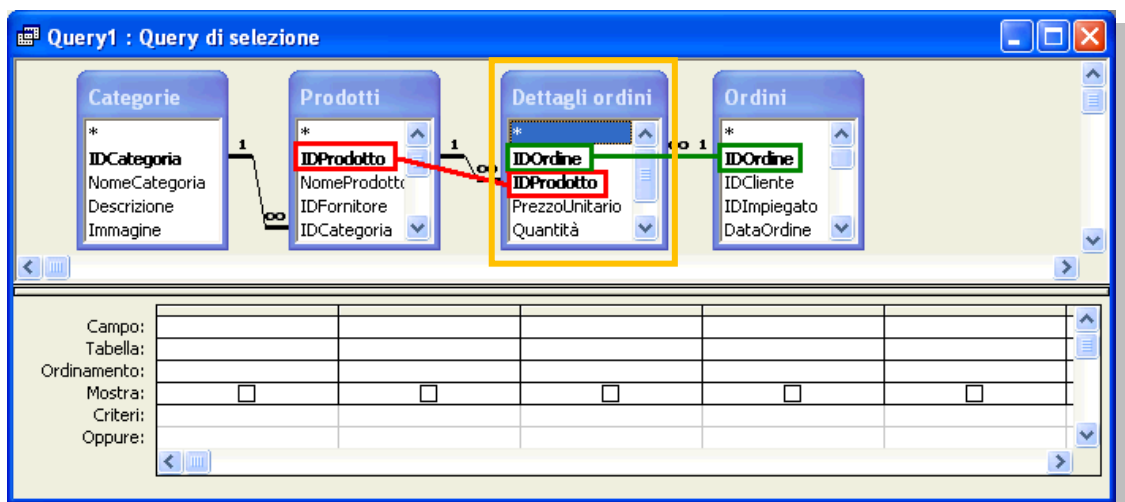 Query1 : Query di selezione
Categorie
*
IDCategoria
NomeCategoria
Descrizione
Immagine
1
∞
Prodotti
*
IDProdotto
NomeProdotto
IDFornitore
IDCategoria
1
∞
Dettagli ordini
*
IDOrdine
IDProdotto
PrezzoUnitario
Quantità
∞ 1
Ordini
*
IDOrdine
IDCliente
IDImpiegato
DataOrdine
Campo:
Tabella:
Ordinamento:
Mostra:
Criteri:
Oppure: